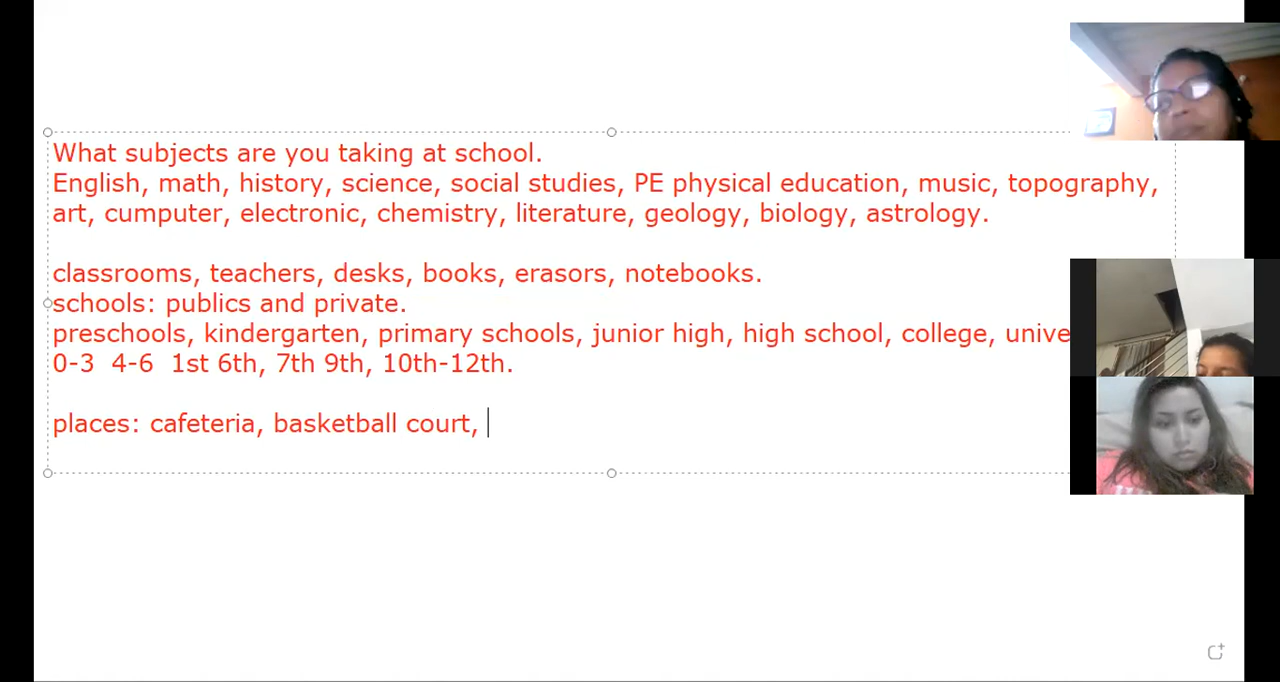 What subjects are you taking at school.
English, math, history, science, social studies, PE physical education, music, topography,
art, cumputer, electronic, chemistry, literature, geology, biology, astrology.
classrooms, teachers, desks, books, erasors, notebooks.
schools: publics and private.
preschools, kindergarten, primary schools, junior high, high school, college,
0-3 4-6 1st 6th, 7th 9th, 10th-12th.
places: cafeteria, basketball court,